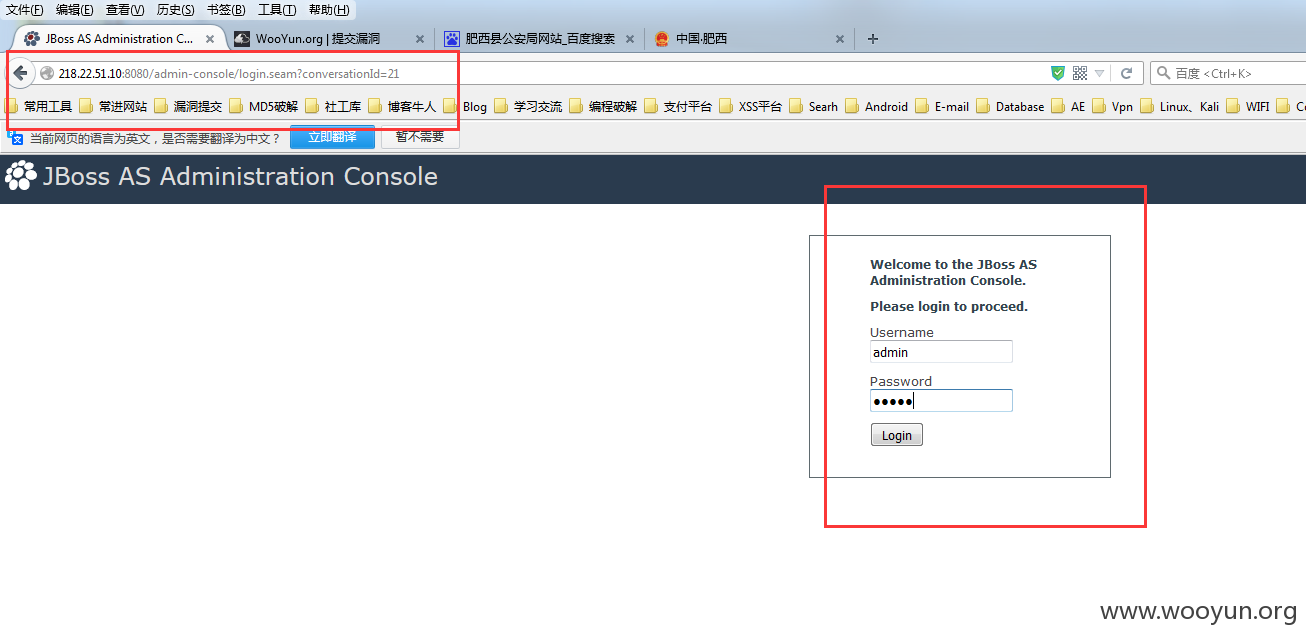 文件(F) 编辑(E) 查看(V) 历史(S) 书签(B) 工具(T) 帮助(H)
JBoss AS Administration C... × WooYun.org | 提交漏洞 × 肥西县公安局网站_百度搜索 × 中国·肥西 × +
218.22.51.10:8080/admin-console/login.seam?conversationId=21 百度 <Ctrl+K>
常用工具 常进网站 漏洞提交 MD5破解 社工库 博客牛人 Blog 学习交流 编程破解 支付平台 XSS平台 Searh Android E-mail Database AE Vpn Linux、Kali WIFI
当前网页的语言为英文，是否需要翻译为中文？ 立即翻译 暂不需要
JBoss AS Administration Console
Welcome to the JBoss AS
Administration Console.
Please login to proceed.
Username
admin
Password
●●●●●
Login
www.wooyun.org